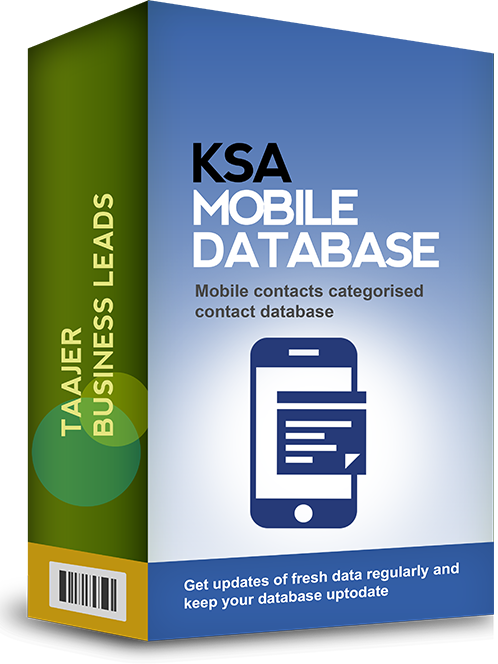 TAAJER
BUSINESS LEADS
KSA
MOBILE
DATABASE
Mobile contacts categorised
contact database
Get updates of fresh data regularly and
keep your database uptodate